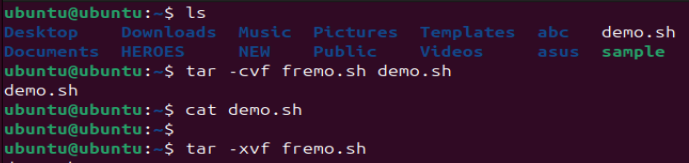 ubuntu@ubuntu:~$ ls
Desktop Downloads Music Pictures Templates abc demo.sh
Documents HEROES NEW Public Videos asus sample
ubuntu@ubuntu:~$ tar -cvf fremo.sh demo.sh
demo.sh
ubuntu@ubuntu:~$ cat demo.sh
ubuntu@ubuntu:~$
ubuntu@ubuntu:~$ tar -xvf fremo.sh